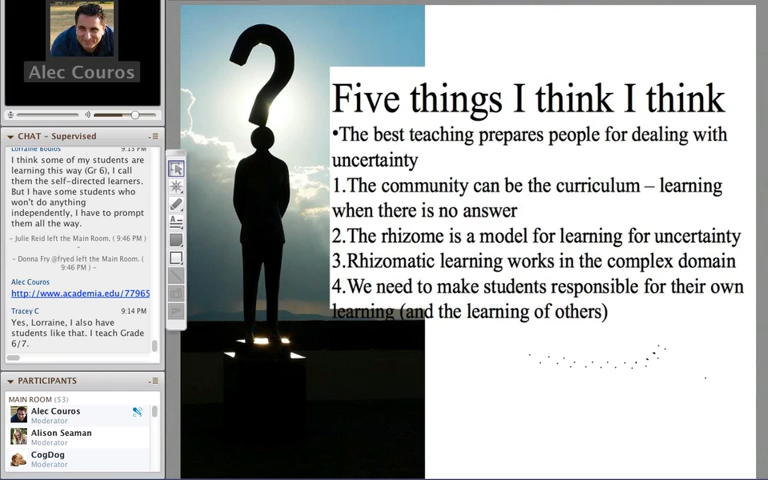 Alec Couros
CHAT - Supervised
Lorraine Boulos 9:13 PM
I think some of my students are
learning this way (Gr 6), I call
them the self-directed learners.
But I have some students who
won't do anything
independently, I have to prompt
them all the way.
- Julie Reid left the Main Room. ( 9:46 PM )
-
- Donna Fry @fryed left the Main Room. (
9:46 PM ) -
Alec Couros
http://www.academia.edu/77965
Tracey C 9:14 PM
Yes, Lorraine, I also have
students like that. I teach Grade
6/7.
PARTICIPANTS
MAIN ROOM (53)
Alec Couros
Moderator
Alison Seaman
Moderator
CogDog
Moderator
Five things I think I think
•The best teaching prepares people for dealing with
uncertainty
1.The community can be the curriculum – learning
when there is no answer
2.The rhizome is a model for learning for uncertainty
3.Rhizomatic learning works in the complex domain
4.We need to make students responsible for their own
learning (and the learning of others)